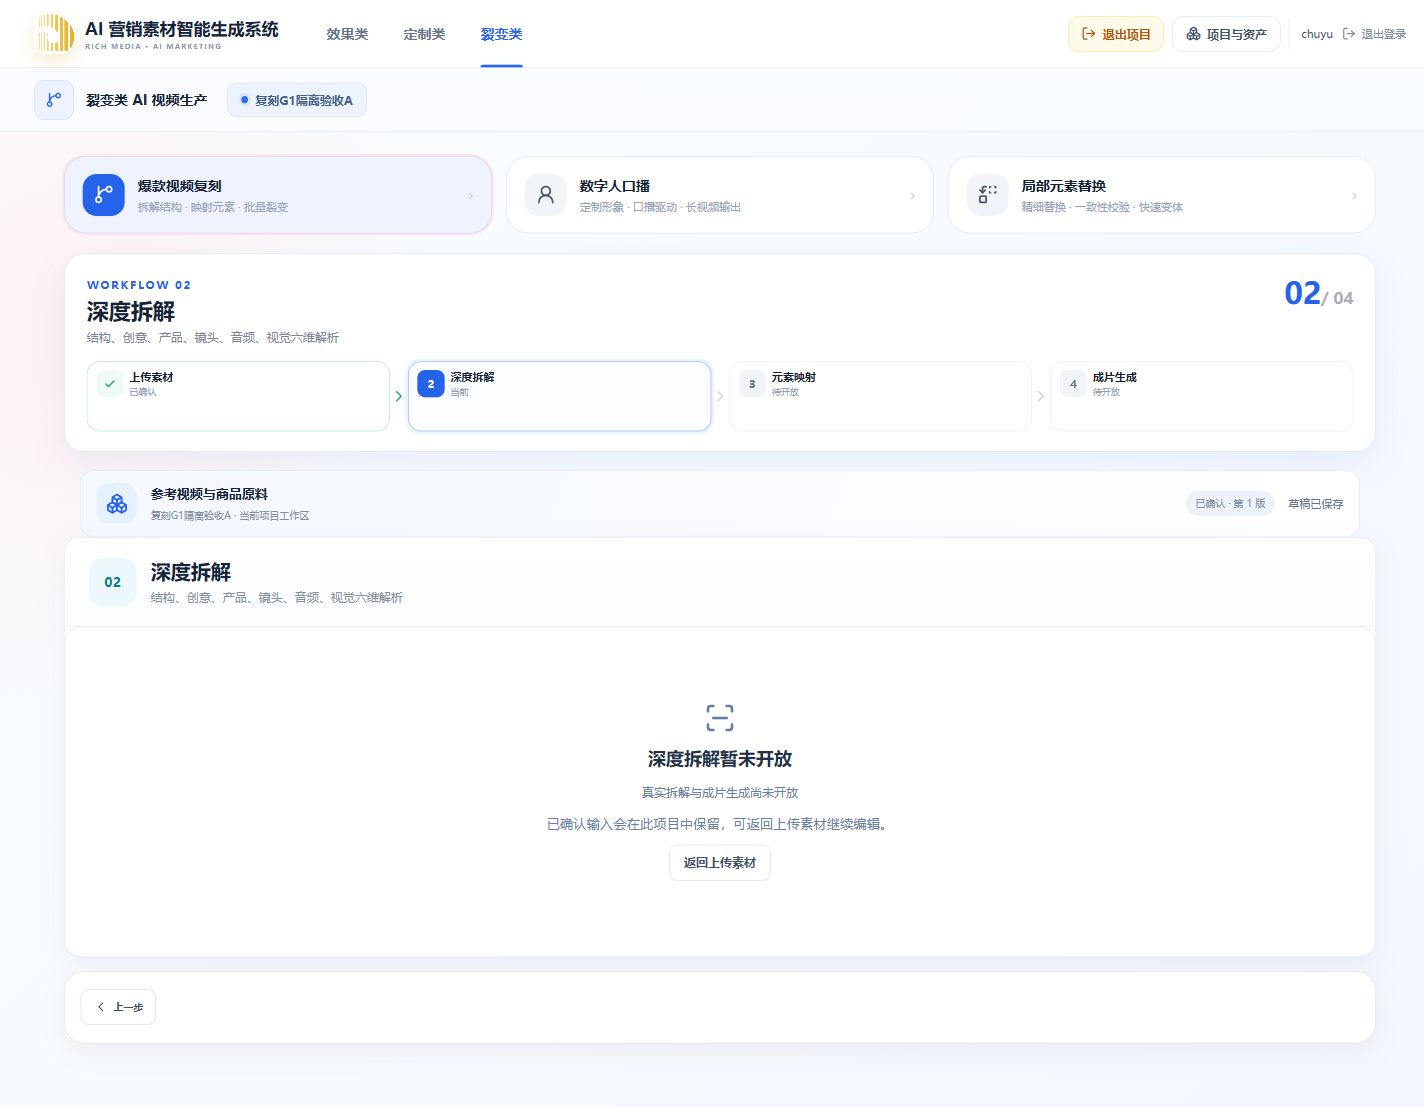 AI 营销素材智能生成系统
RICH MEDIA • AI MARKETING
效果类
定制类
裂变类
退出项目
项目与资产
chuyu
退出登录
裂变类 AI 视频生产
复刻G1隔离验收A
爆款视频复刻
拆解结构 · 映射元素 · 批量裂变
数字人口播
定制形象 · 口播驱动 · 长视频输出
局部元素替换
精细替换 · 一致性校验 · 快速变体
WORKFLOW 02
深度拆解
结构、创意、产品、镜头、音频、视觉六维解析
02/ 04
上传素材
已确认
2
深度拆解
当前
3
元素映射
待开放
4
成片生成
待开放
参考视频与商品原料
复刻G1隔离验收A · 当前项目工作区
已确认 · 第 1 版
草稿已保存
02
深度拆解
结构、创意、产品、镜头、音频、视觉六维解析
深度拆解暂未开放
真实拆解与成片生成尚未开放
已确认输入会在此项目中保留，可返回上传素材继续编辑。
返回上传素材
上一步